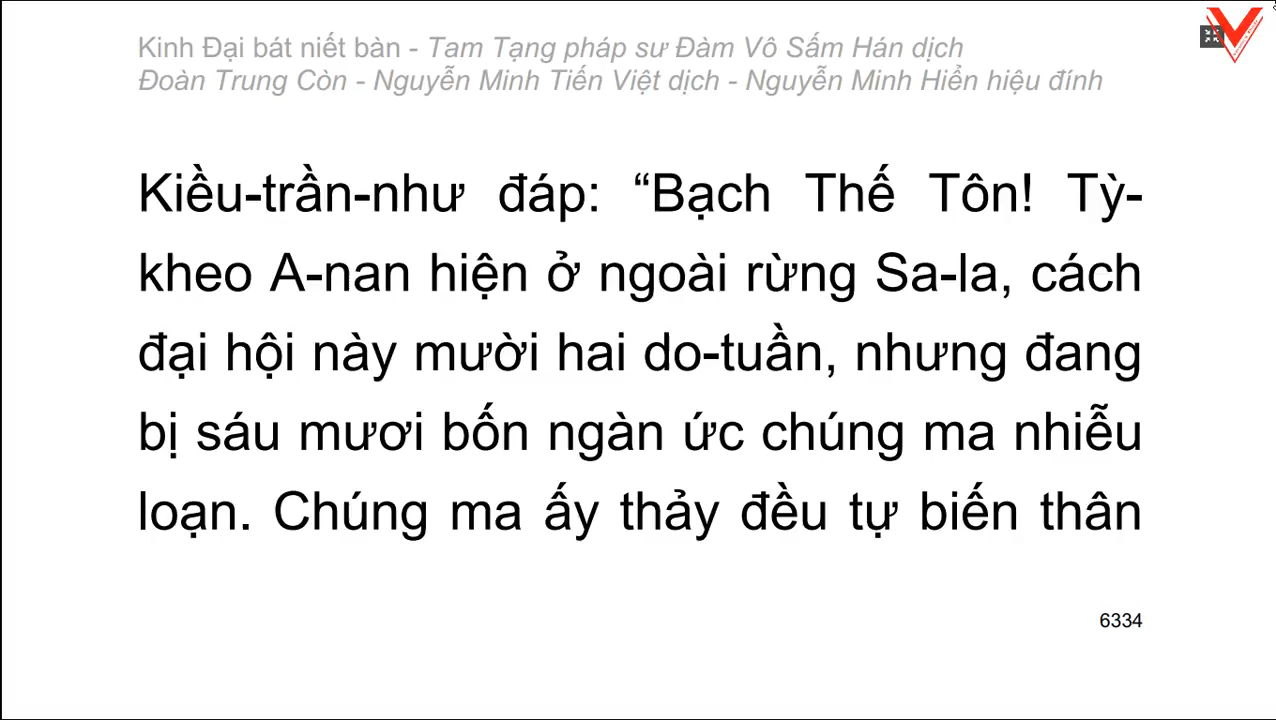 Kinh Đại bát niết bàn - Tam Tạng pháp sư Đàm Vô Sấm Hán dịch
Đoàn Trung Còn - Nguyễn Minh Tiến Việt dịch - Nguyễn Minh Hiển hiệu đính
Kiều-trần-như đáp: “Bạch Thế Tôn! Tỳ-
kheo A-nan hiện ở ngoài rừng Sa-la, cách
đại hội này mười hai do-tuần, nhưng đang
bị sáu mươi bốn ngàn ức chúng ma nhiễu
loạn. Chúng ma ấy thảy đều tự biến thân
6334